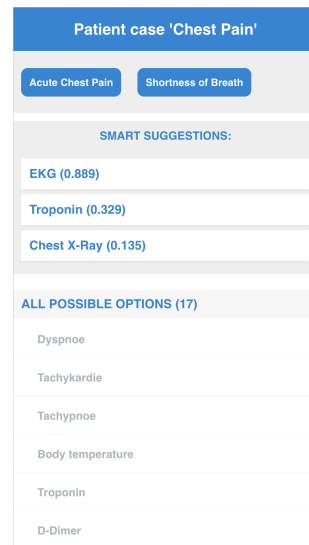 Patient case 'Chest Pain'
Acute Chest Pain Shortness of Breath
SMART SUGGESTIONS:
EKG (0.889)
Troponin (0.329)
Chest X-Ray (0.135)
ALL POSSIBLE OPTIONS (17)
Dyspnoe
Tachykardie
Tachypnoe
Body temperature
Troponin
D-Dimer